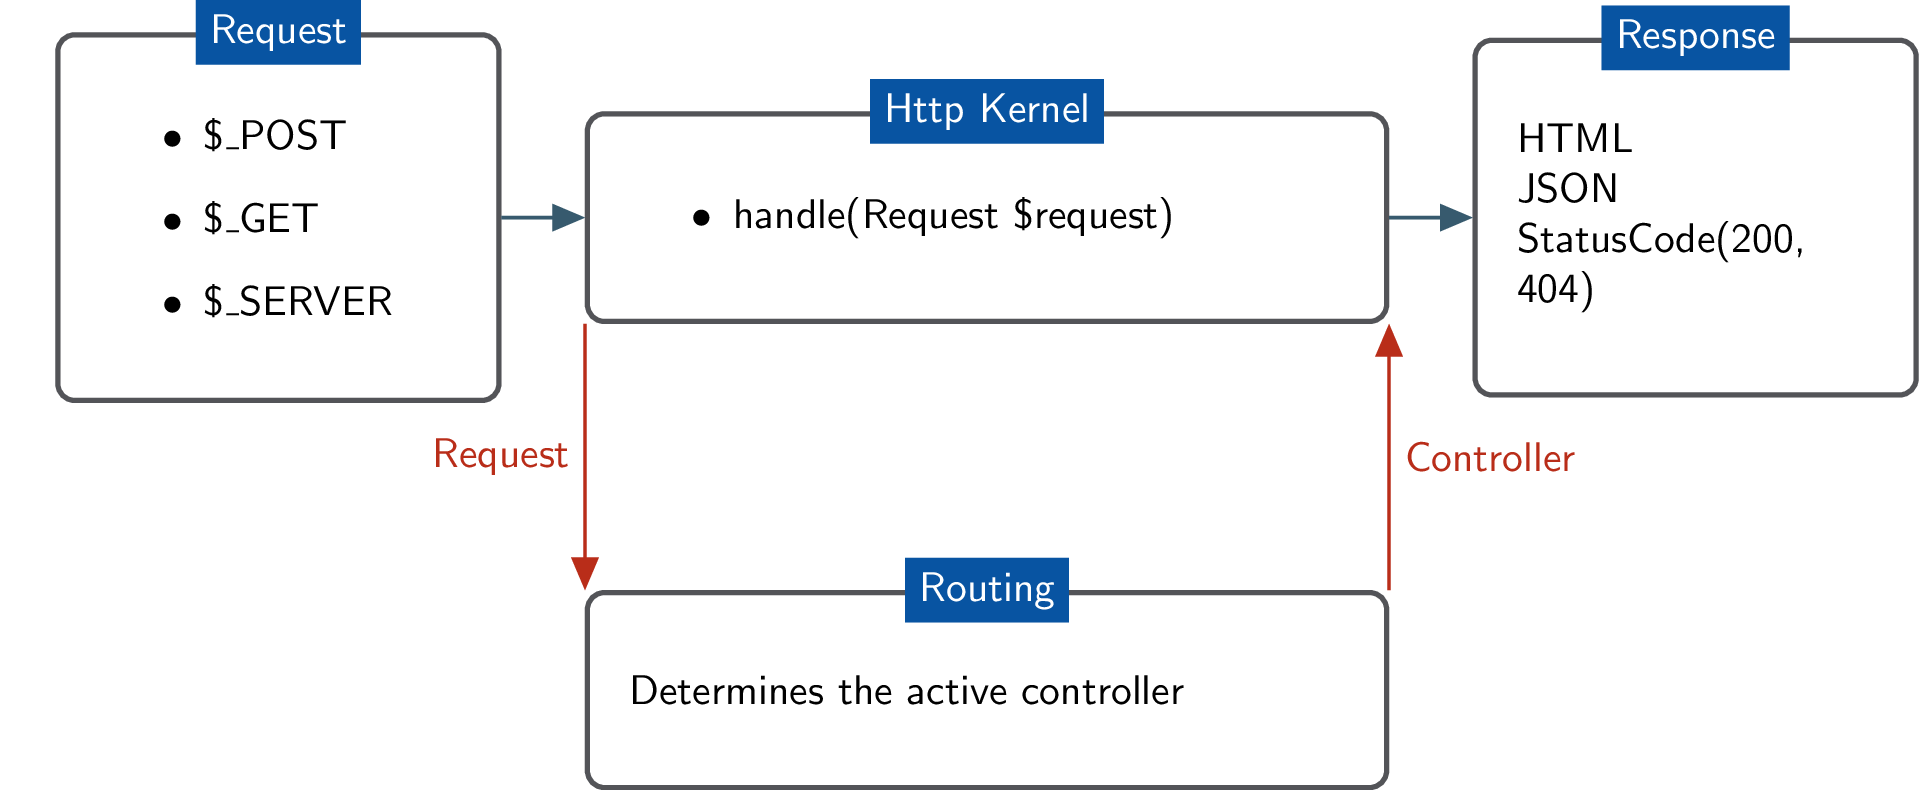 Request
• $_POST
• $_GET
• $_SERVER
Http Kernel
• handle(Request $request)
Response
HTML
JSON
StatusCode(200,
404)
Request
Controller
Routing
Determines the active controller